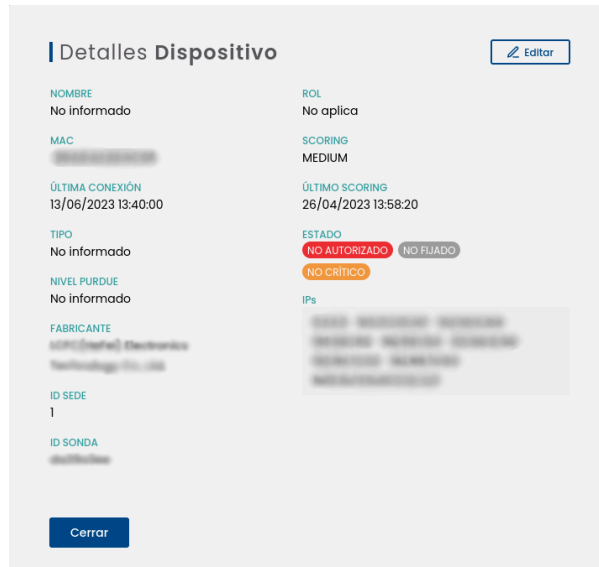 Detalles Dispositivo
Editar
NOMBRE
No informado
ROL
No aplica
MAC
SCORING
MEDIUM
ÚLTIMA CONEXIÓN
13/06/2023 13:40:00
ÚLTIMO SCORING
26/04/2023 13:58:20
TIPO
No informado
ESTADO
NO AUTORIZADO NO FIJADO
NO CRÍTICO
NIVEL PURDUE
No informado
IPs
FABRICANTE
Electronics
ID SEDE
1
ID SONDA
Cerrar